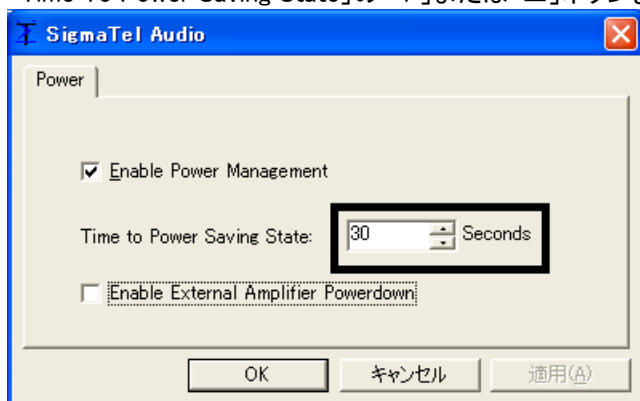 SigmaTel Audio
Power
Enable Power Management
Time to Power Saving State: 30 Seconds
Enable External Amplifier Powerdown
OK キャンセル 適用(A)